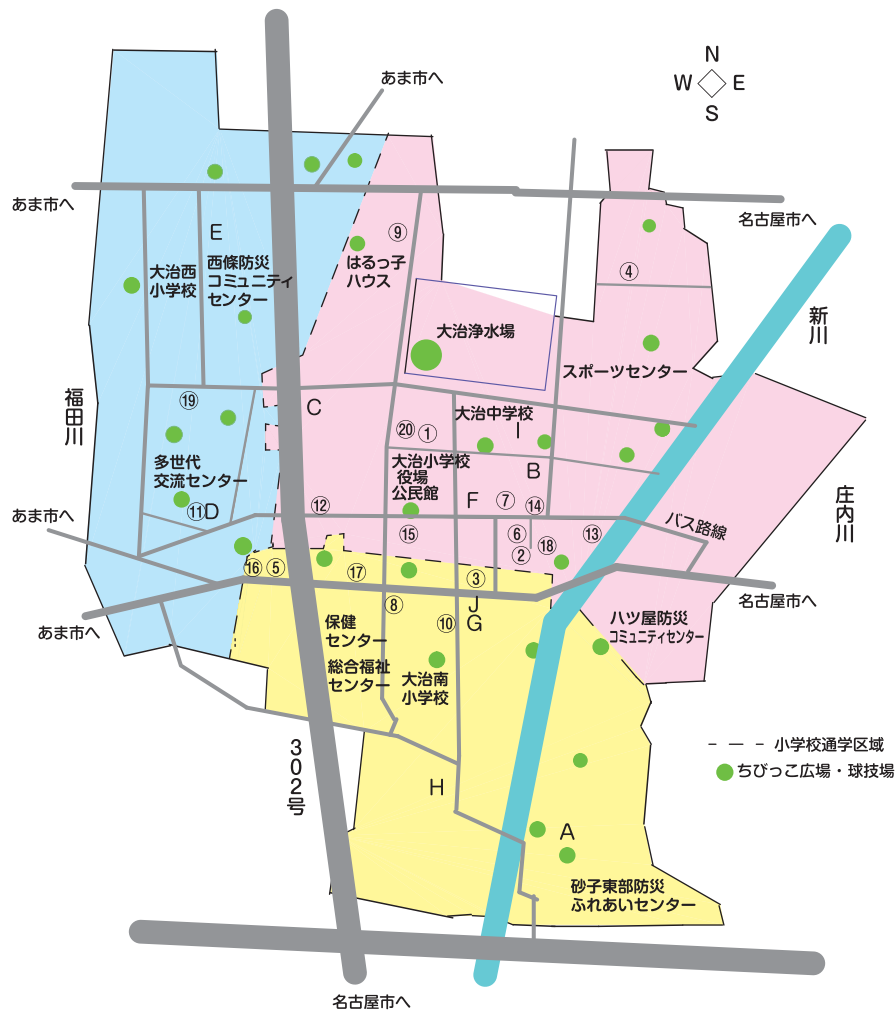 N
W E
S
あま市へ
あま市へ
名古屋市へ
E
⑨
④
大治西
小学校
西條防災
コミュニティ
センター
はるっ子
ハウス
新川
大治浄水場
スポーツセンター
福田川
⑲
C
大治中学校
⑳
①
I
多世代
交流センター
大治小学校
役場
公民館
B
⑪
D
⑫
F
⑦
⑭
庄内川
あま市へ
バス路線
⑮
⑥
②
⑱
⑬
⑯
⑤
⑰
③
名古屋市へ
⑧
J
あま市へ
⑩
G
保健
センター
八ツ屋防災
コミュニティセンター
総合福祉
センター
大治南
小学校
302号
小学校通学区域
ちびっこ広場・球技場
H
A
砂子東部防災
ふれあいセンター
名古屋市へ